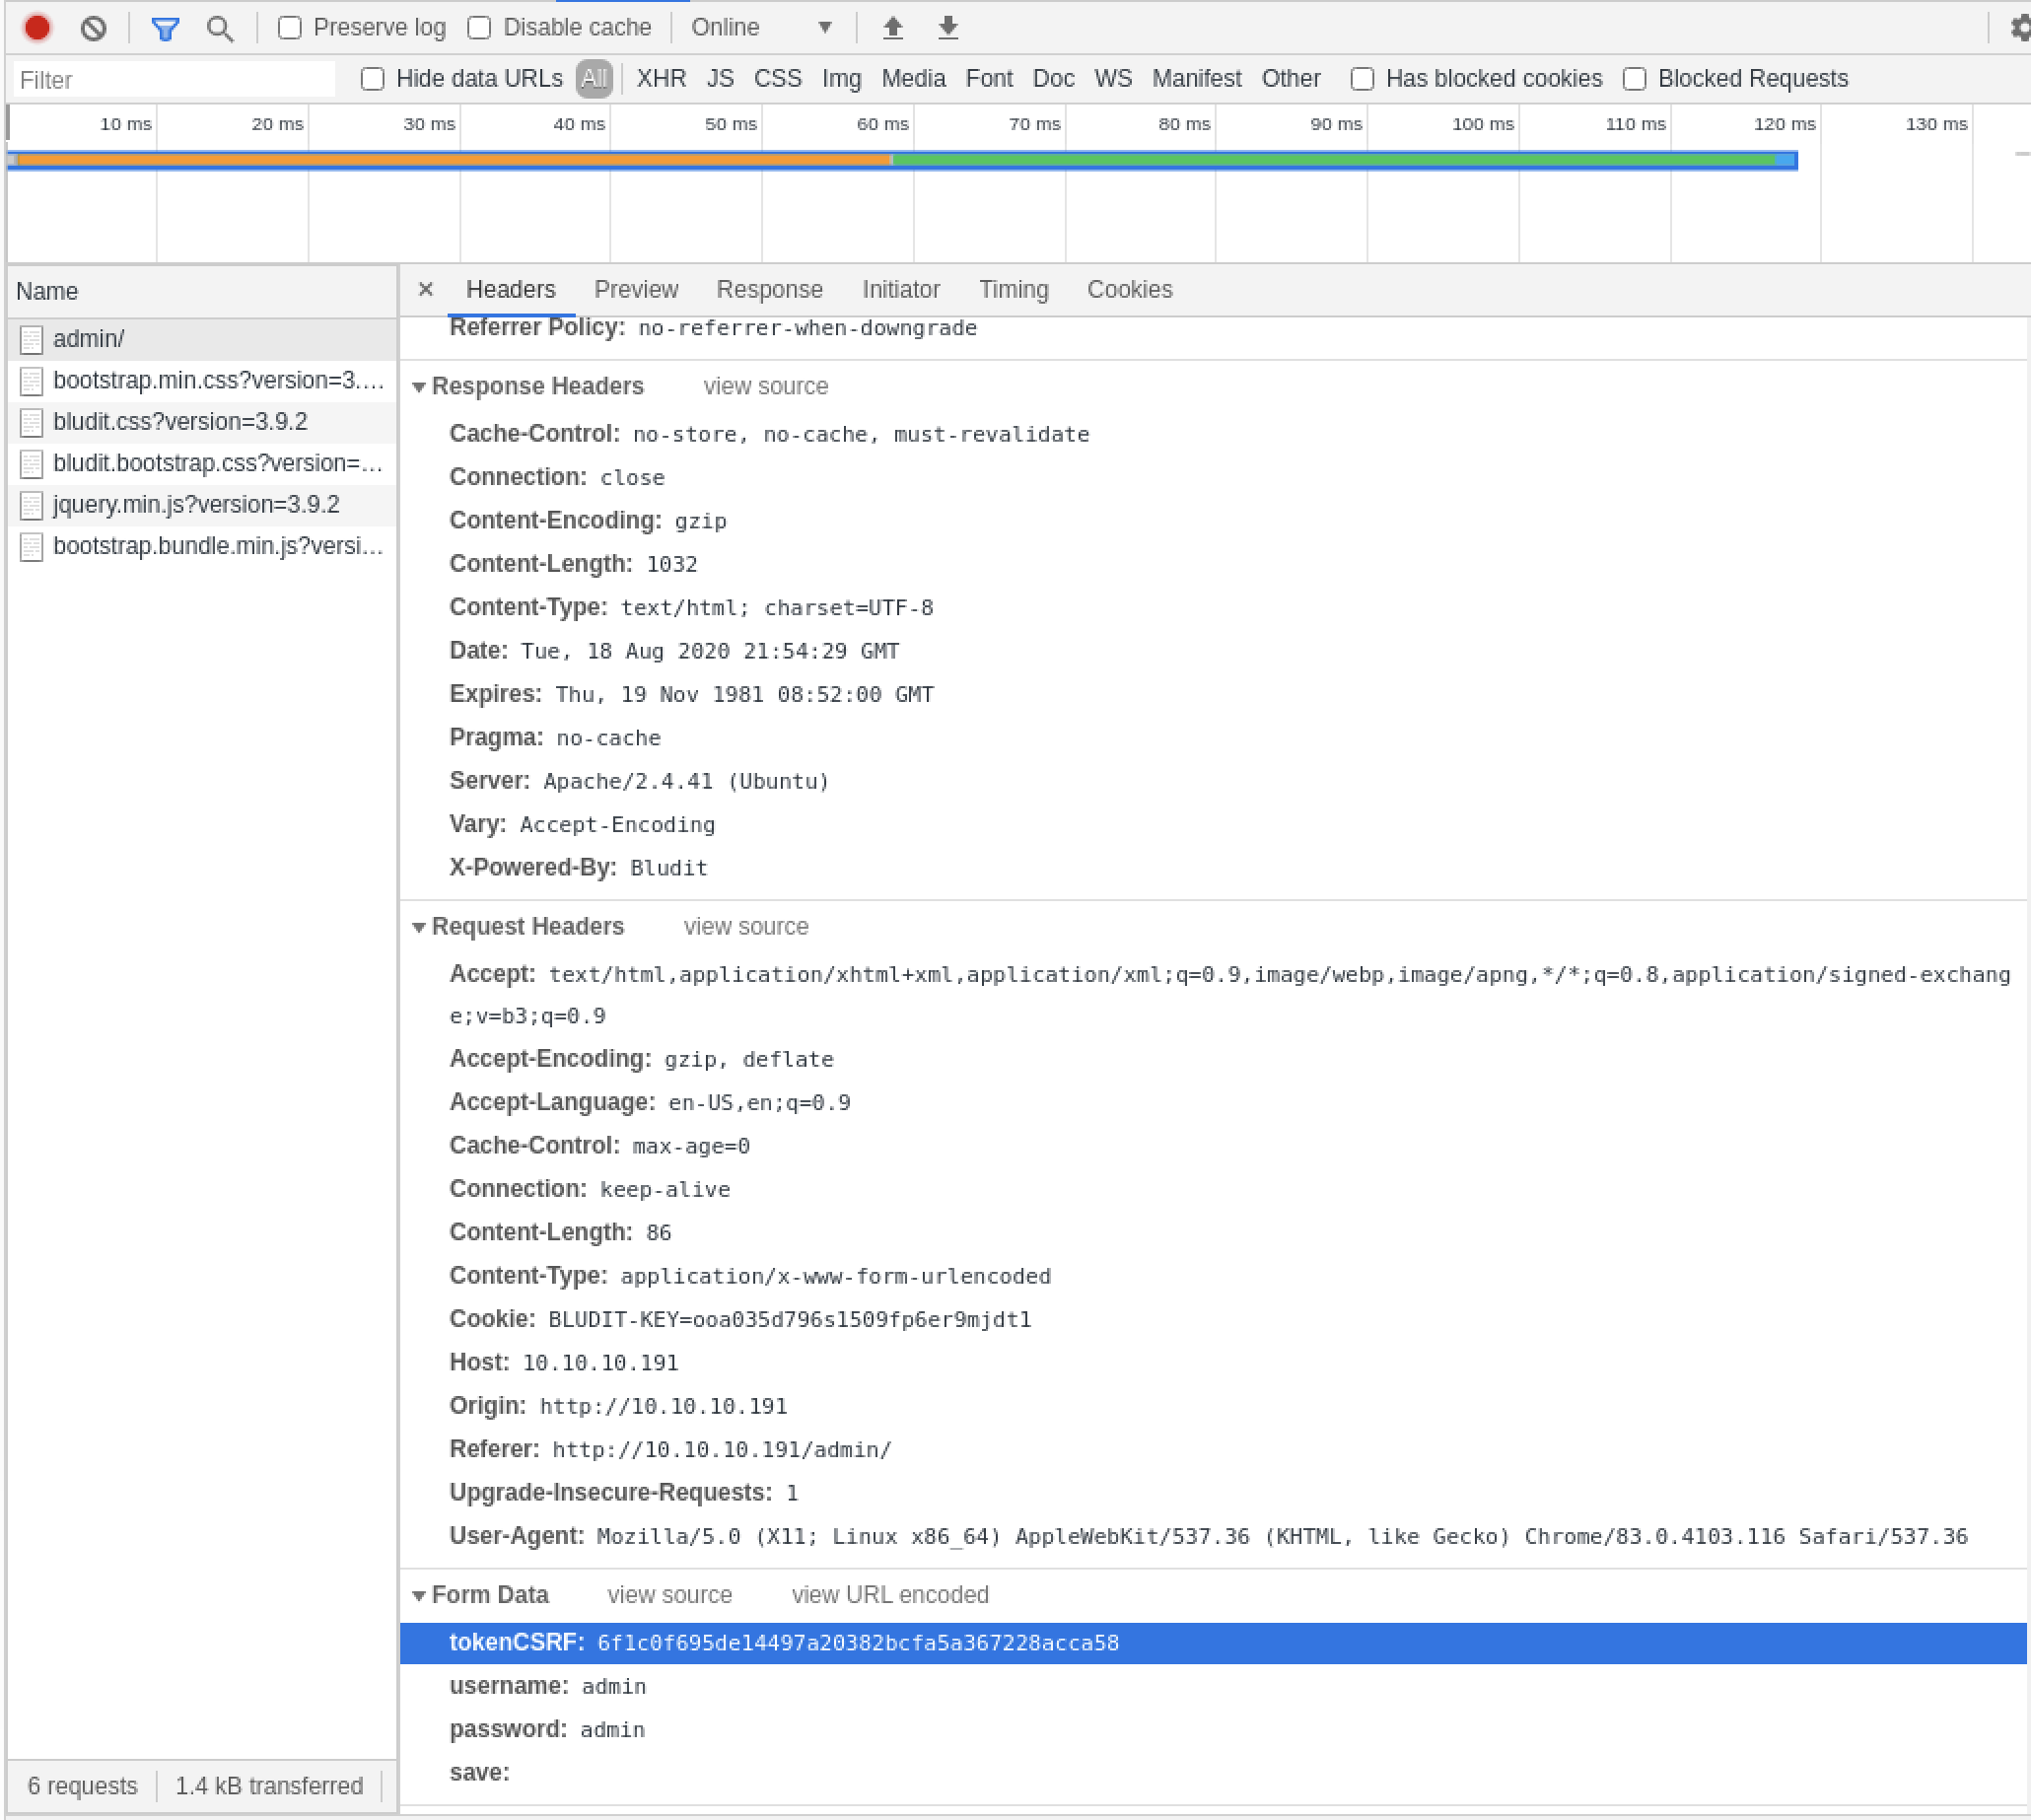 Preserve log Disable cache Online ▼
Filter Hide data URLs All XHR JS CSS Img Media Font Doc WS Manifest Other Has blocked cookies Blocked Requests
10 ms 20 ms 30 ms 40 ms 50 ms 60 ms 70 ms 80 ms 90 ms 100 ms 110 ms 120 ms 130 ms
Name
admin/
bootstrap.min.css?version=3....
bludit.css?version=3.9.2
bludit.bootstrap.css?version=...
jquery.min.js?version=3.9.2
bootstrap.bundle.min.js?versi...
6 requests 1.4 kB transferred
× Headers Preview Response Initiator Timing Cookies
Referrer Policy: no-referrer-when-downgrade
▼ Response Headers view source
Cache-Control: no-store, no-cache, must-revalidate
Connection: close
Content-Encoding: gzip
Content-Length: 1032
Content-Type: text/html; charset=UTF-8
Date: Tue, 18 Aug 2020 21:54:29 GMT
Expires: Thu, 19 Nov 1981 08:52:00 GMT
Pragma: no-cache
Server: Apache/2.4.41 (Ubuntu)
Vary: Accept-Encoding
X-Powered-By: Bludit
▼ Request Headers view source
Accept: text/html,application/xhtml+xml,application/xml;q=0.9,image/webp,image/apng,*/*;q=0.8,application/signed-exchang
e;v=b3;q=0.9
Accept-Encoding: gzip, deflate
Accept-Language: en-US,en;q=0.9
Cache-Control: max-age=0
Connection: keep-alive
Content-Length: 86
Content-Type: application/x-www-form-urlencoded
Cookie: BLUDIT-KEY=ooa035d796s1509fp6er9mjdt1
Host: 10.10.10.191
Origin: http://10.10.10.191
Referer: http://10.10.10.191/admin/
Upgrade-Insecure-Requests: 1
User-Agent: Mozilla/5.0 (X11; Linux x86_64) AppleWebKit/537.36 (KHTML, like Gecko) Chrome/83.0.4103.116 Safari/537.36
▼ Form Data view source view URL encoded
tokenCSRF: 6f1c0f695de14497a20382bcfa5a367228acca58
username: admin
password: admin
save: